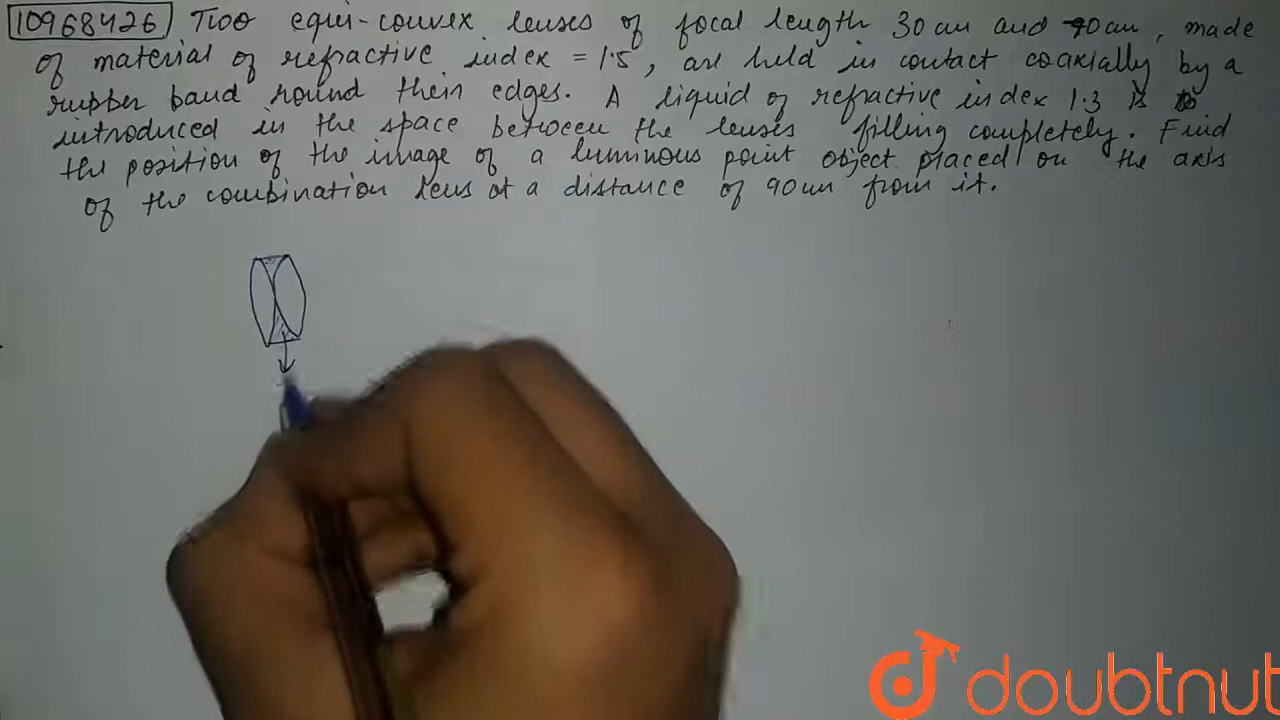 10968426 Two equi-convex lenses of focal length 30 cm and 70 cm, made
of material of refractive index = 1.5, are held in contact coaxially by a
rubber band round their edges. A liquid of refractive index 1.3 is
introduced in the space between the lenses filling completely. Find
the position of the image of a luminous point object placed on the axis
of the combination lens at a distance of 90 cm from it.
doubtnut